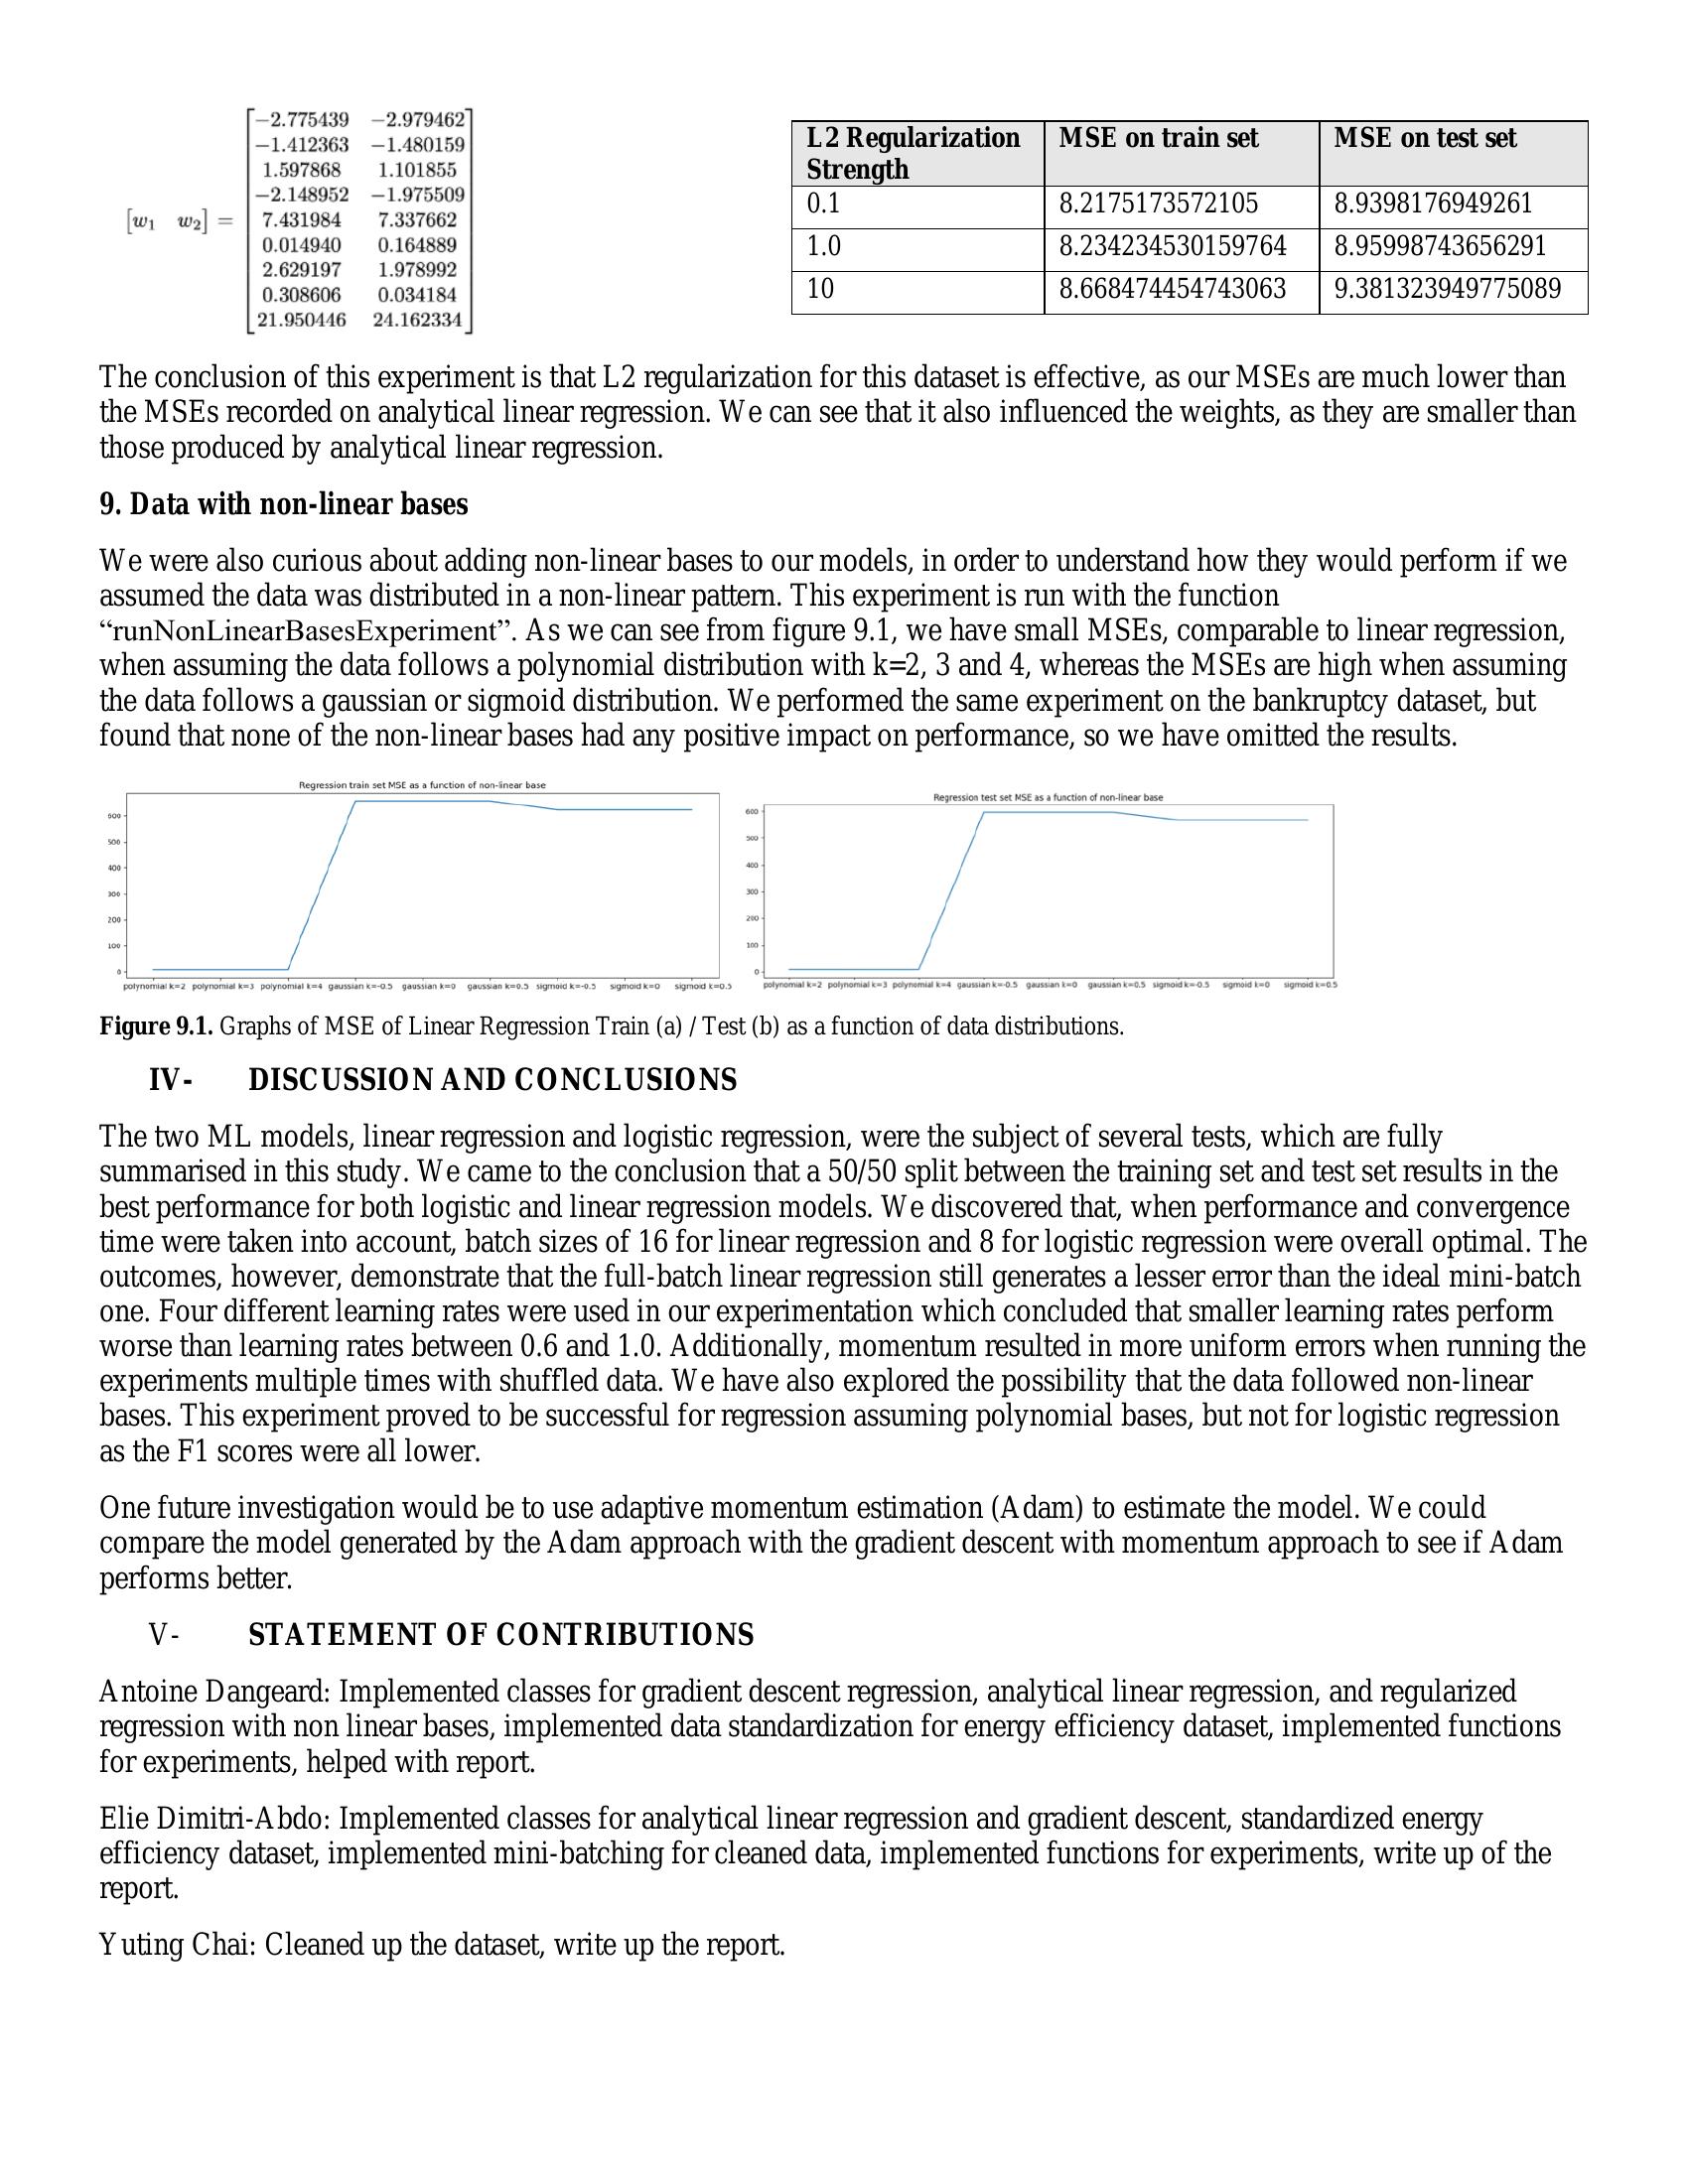 [w1 w2] =
−2.775439 −2.979462
−1.412363 −1.480159
1.597868 1.101855
−2.148952 −1.975509
7.431984 7.337662
0.014940 0.164889
2.629197 1.978992
0.308606 0.034184
21.950446 24.162334
L2 Regularization Strength MSE on train set MSE on test set
0.1 8.2175173572105 8.9398176949261
1.0 8.234234530159764 8.95998743656291
10 8.668474454743063 9.381323949775089
The conclusion of this experiment is that L2 regularization for this dataset is effective, as our MSEs are much lower than
the MSEs recorded on analytical linear regression. We can see that it also influenced the weights, as they are smaller than
those produced by analytical linear regression.
9. Data with non-linear bases
We were also curious about adding non-linear bases to our models, in order to understand how they would perform if we
assumed the data was distributed in a non-linear pattern. This experiment is run with the function
“runNonLinearBasesExperiment”. As we can see from figure 9.1, we have small MSEs, comparable to linear regression,
when assuming the data follows a polynomial distribution with k=2, 3 and 4, whereas the MSEs are high when assuming
the data follows a gaussian or sigmoid distribution. We performed the same experiment on the bankruptcy dataset, but
found that none of the non-linear bases had any positive impact on performance, so we have omitted the results.
Regression train set MSE as a function of non-linear base
600
500
400
300
200
100
0
polynomial k=2 polynomial k=3 polynomial k=4 gaussian k=-0.5 gaussian k=0 gaussian k=0.5 sigmoid k=-0.5 sigmoid k=0 sigmoid k=0.5
Regression test set MSE as a function of non-linear base
600
500
400
300
200
100
0
polynomial k=2 polynomial k=3 polynomial k=4 gaussian k=-0.5 gaussian k=0 gaussian k=0.5 sigmoid k=-0.5 sigmoid k=0 sigmoid k=0.5
Figure 9.1. Graphs of MSE of Linear Regression Train (a) / Test (b) as a function of data distributions.
IV- DISCUSSION AND CONCLUSIONS
The two ML models, linear regression and logistic regression, were the subject of several tests, which are fully
summarised in this study. We came to the conclusion that a 50/50 split between the training set and test set results in the
best performance for both logistic and linear regression models. We discovered that, when performance and convergence
time were taken into account, batch sizes of 16 for linear regression and 8 for logistic regression were overall optimal. The
outcomes, however, demonstrate that the full-batch linear regression still generates a lesser error than the ideal mini-batch
one. Four different learning rates were used in our experimentation which concluded that smaller learning rates perform
worse than learning rates between 0.6 and 1.0. Additionally, momentum resulted in more uniform errors when running the
experiments multiple times with shuffled data. We have also explored the possibility that the data followed non-linear
bases. This experiment proved to be successful for regression assuming polynomial bases, but not for logistic regression
as the F1 scores were all lower.
One future investigation would be to use adaptive momentum estimation (Adam) to estimate the model. We could
compare the model generated by the Adam approach with the gradient descent with momentum approach to see if Adam
performs better.
V- STATEMENT OF CONTRIBUTIONS
Antoine Dangeard: Implemented classes for gradient descent regression, analytical linear regression, and regularized
regression with non linear bases, implemented data standardization for energy efficiency dataset, implemented functions
for experiments, helped with report.
Elie Dimitri-Abdo: Implemented classes for analytical linear regression and gradient descent, standardized energy
efficiency dataset, implemented mini-batching for cleaned data, implemented functions for experiments, write up of the
report.
Yuting Chai: Cleaned up the dataset, write up the report.